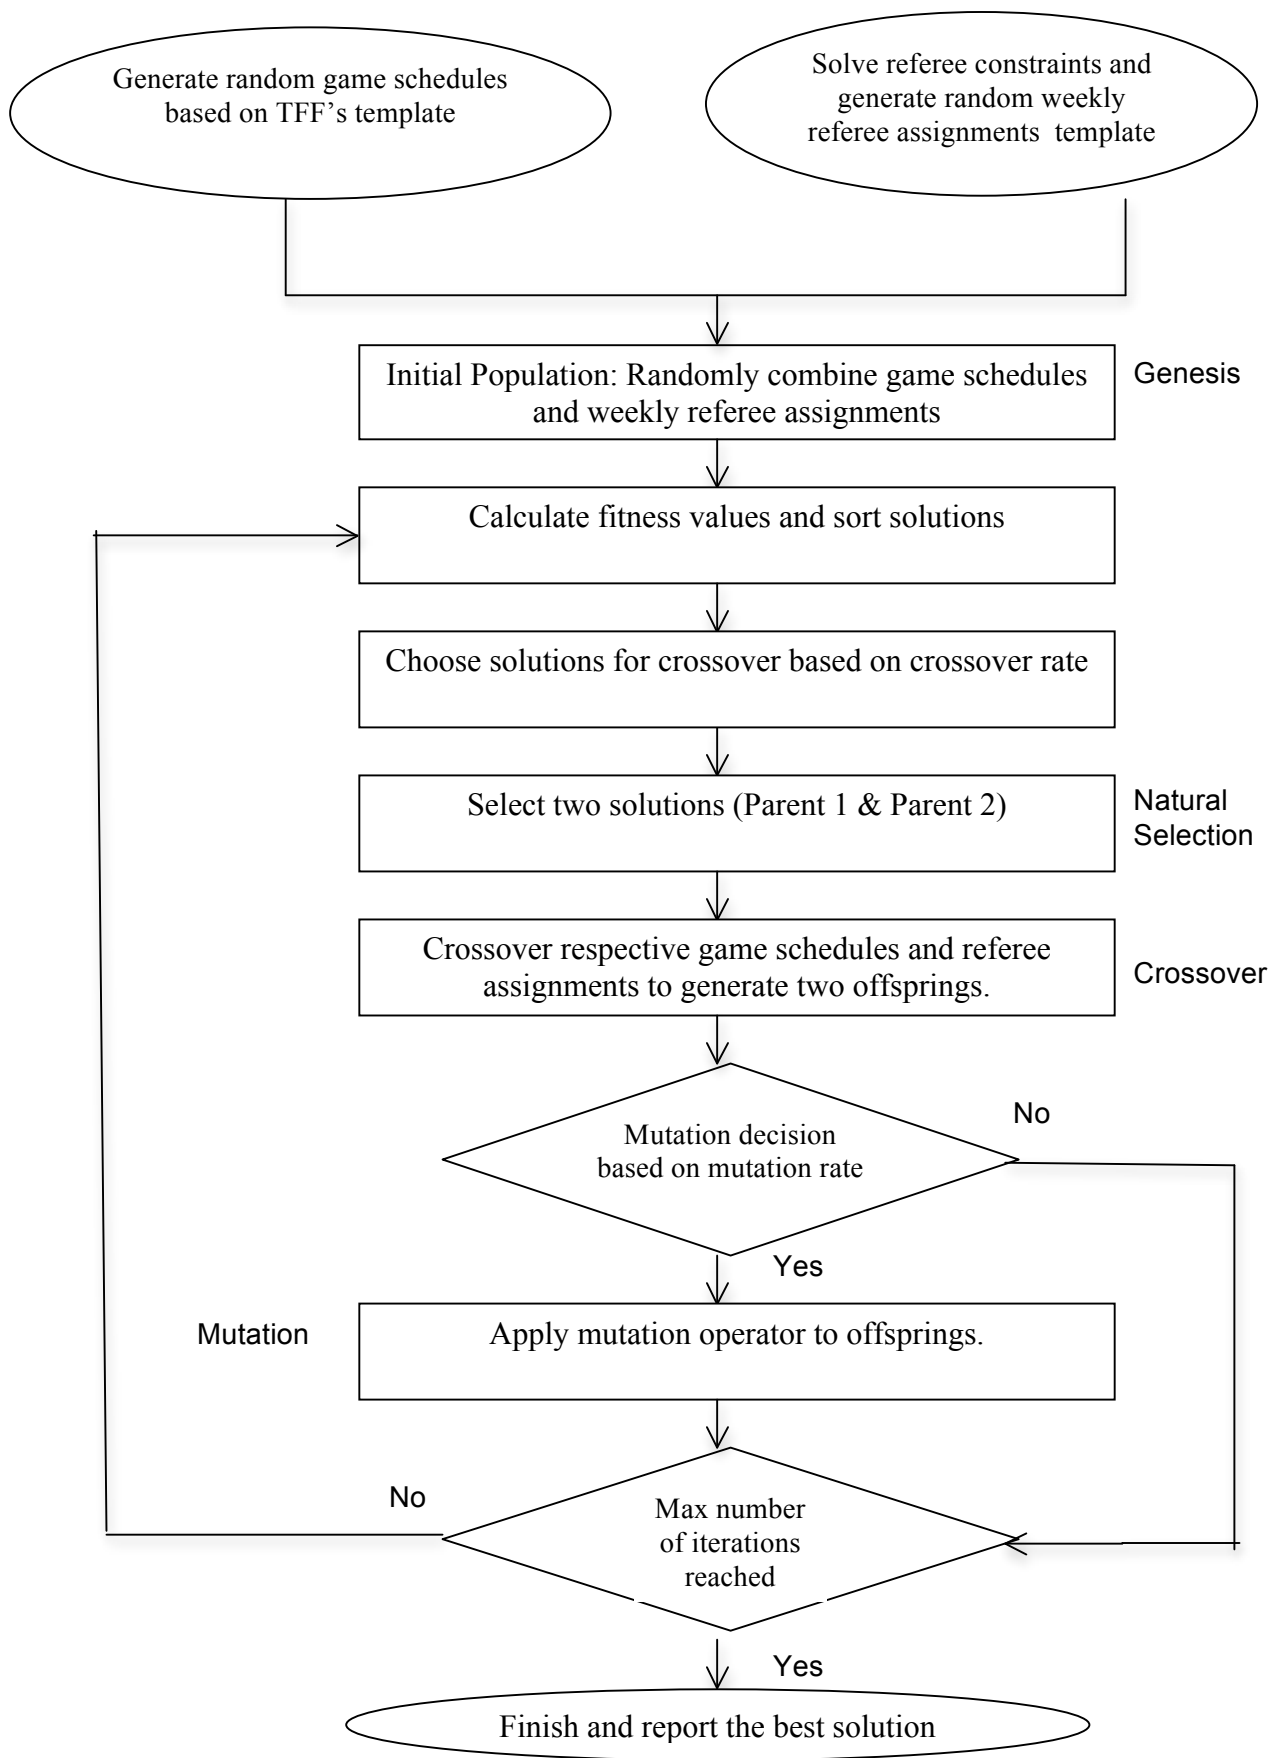 Generate random game schedules
based on TFF's template
Solve referee constraints and
generate random weekly
referee assignments  template
Initial Population: Randomly combine game schedules
and weekly referee assignments
Genesis
Calculate fitness values and sort solutions
Choose solutions for crossover based on crossover rate
Select two solutions (Parent 1 & Parent 2)
Natural
Selection
Crossover respective game schedules and referee
assignments to generate two offsprings.
Crossover
Mutation decision
based on mutation rate
No
Yes
Mutation
Apply mutation operator to offsprings.
No
Max number
of iterations
reached
Yes
Finish and report the best solution